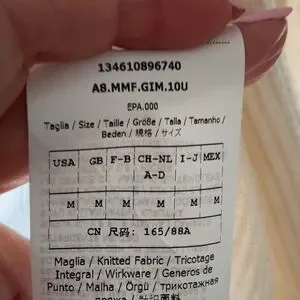 134610896740
A8.MMF.GIM.10U
EPA.000
Taglia / Size / Taille / Größe / Talla / Tamanho /
Beden / 規格 / サイズ
USA GB F-B CH-NL I-J MEX
A-D
M M M M M M
CN 尺码: 165/88A
Maglia / Knitted Fabric / Tricotage
Integral / Wirkware / Generos de
Punto / Malha / Örgü / трикотажная